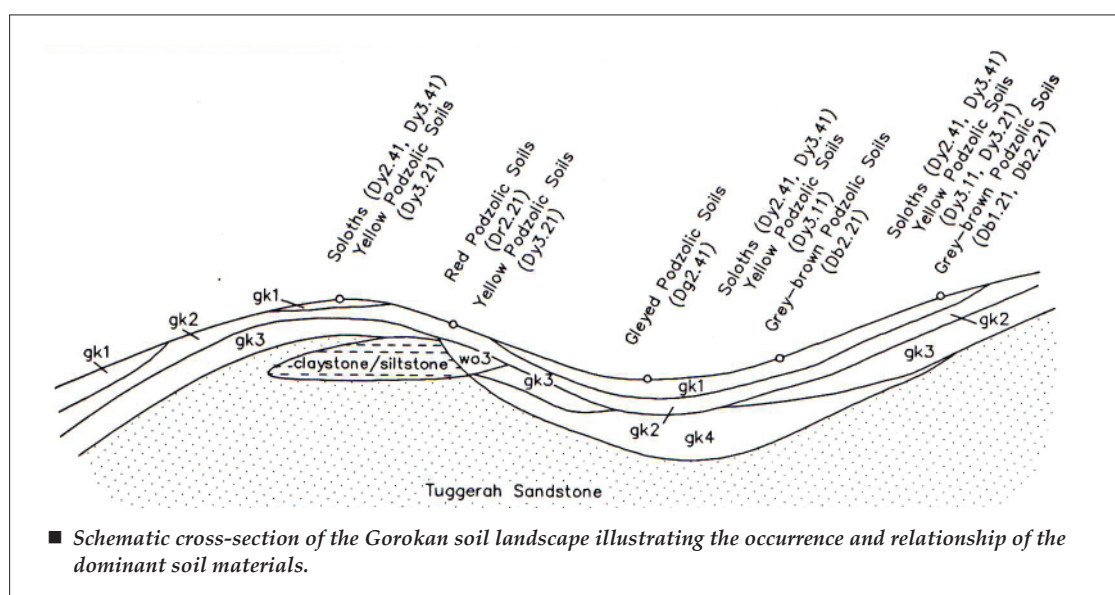 Soloths (Dy2.41, Dy3.41)
Yellow Podzolic Soils
(Dy3.21)
Red Podzolic Soils
(Dr2.21)
Yellow Podzolic Soils
(Dy3.21)
Gleyed Podzolic Soils
(Dg2.41)
Soloths (Dy2.41, Dy3.41)
Yellow Podzolic Soils
(Dy3.11)
Grey-brown Podzolic Soils
(Db2.21)
Soloths (Dy2.41, Dy3.41)
Yellow Podzolic Soils
(Dy3.11, Dy3.21)
Grey-brown Podzolic Soils
(Db1.21, Db2.21)
gk1
gk2
gk1
gk3
claystone/siltstone
wo3
gk3
gk1
gk2
gk3
gk2
gk4
Tuggerah Sandstone
■ Schematic cross-section of the Gorokan soil landscape illustrating the occurrence and relationship of the
dominant soil materials.